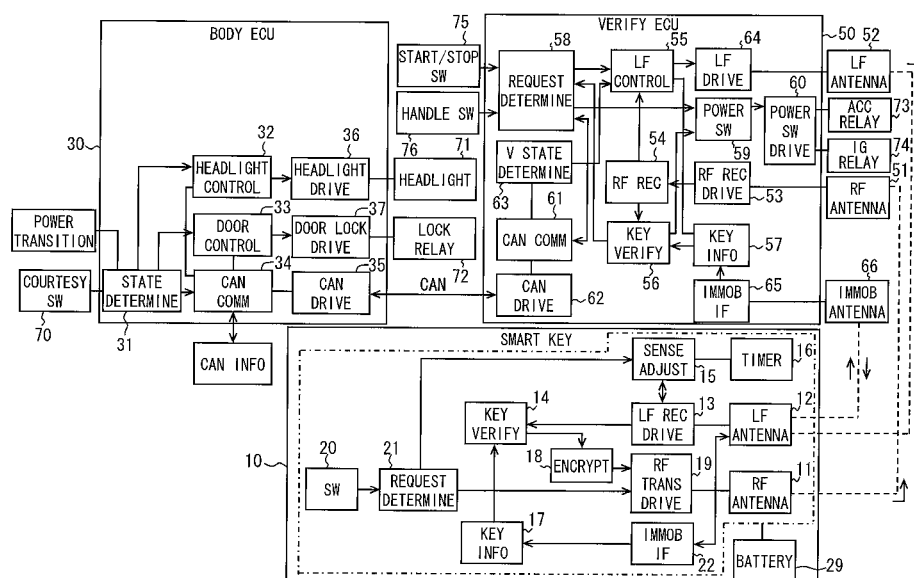 BODY ECU
30
32
HEADLIGHT
CONTROL
36
HEADLIGHT
DRIVE
33
DOOR
CONTROL
37
DOOR LOCK
DRIVE
34
CAN
COMM
35
CAN
DRIVE
POWER
TRANSITION
COURTESY
SW
70
STATE
DETERMINE
31
CAN INFO
75
START/STOP
SW
HANDLE SW
76
71
HEADLIGHT
LOCK
RELAY
72
CAN
VERIFY ECU
50
58
REQUEST
DETERMINE
55
LF
CONTROL
64
LF
DRIVE
52
LF
ANTENNA
60
POWER
SW
59
POWER
SW
DRIVE
ACC
RELAY
73
IG
RELAY
74
54
RF REC
RF REC
DRIVE
53
51
RF
ANTENNA
V STATE
DETERMINE
63
61
CAN COMM
KEY
VERIFY
56
KEY
INFO
57
CAN
DRIVE
62
IMMOB
IF
65
66
IMMOB
ANTENNA
SMART KEY
10
SENSE
ADJUST
15
TIMER
16
14
KEY
VERIFY
13
LF REC
DRIVE
12
LF
ANTENNA
20
SW
21
REQUEST
DETERMINE
18
ENCRYPT
19
RF
TRANS
DRIVE
11
RF
ANTENNA
17
KEY
INFO
IMMOB
IF
22
BATTERY
29